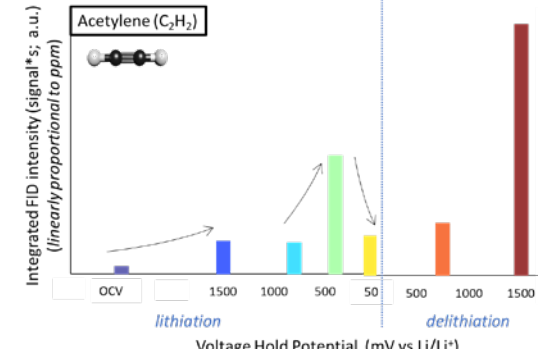 Acetylene (C₂H₂)
Integrated FID intensity (signal*s; a.u.)
(linearly proportional to ppm)
OCV 1500 1000 500 50 500 1000 1500
lithiation delithiation
Voltage Hold Potential (mV vs Li/Li⁺)